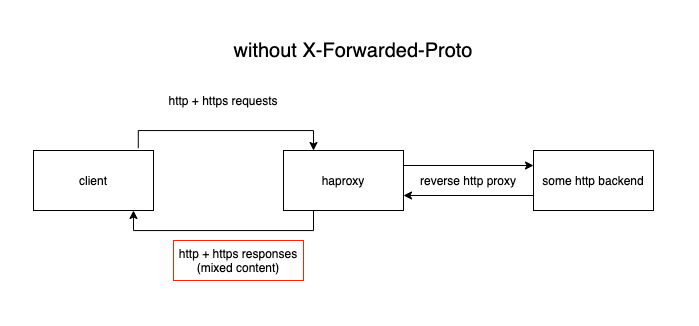 without X-Forwarded-Proto
http + https requests
client
haproxy
reverse http proxy
some http backend
http + https responses
(mixed content)